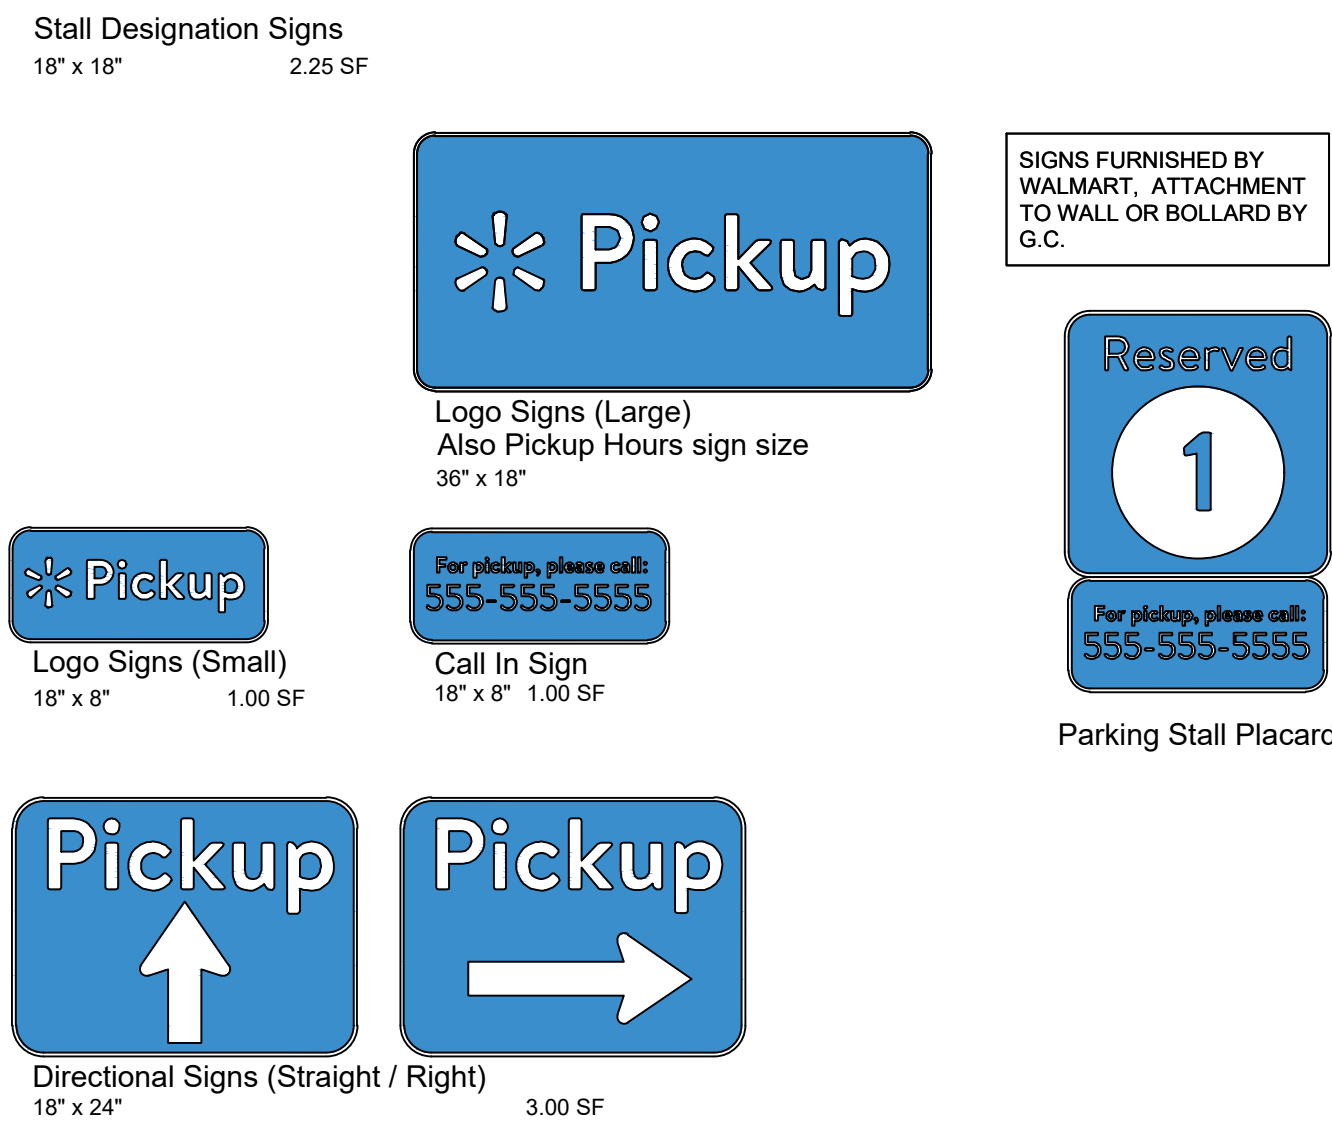 Stall Designation Signs
18" x 18" 2.25 SF
Pickup
Logo Signs (Large)
Also Pickup Hours sign size
36" x 18"
SIGNS FURNISHED BY
WALMART, ATTACHMENT
TO WALL OR BOLLARD BY
G.C.
Reserved
1
For pickup, please call:
555-555-5555
Parking Stall Placard
Pickup
Logo Signs (Small)
18" x 8" 1.00 SF
For pickup, please call:
555-555-5555
Call In Sign
18" x 8" 1.00 SF
Pickup
Pickup
Directional Signs (Straight / Right)
18" x 24" 3.00 SF